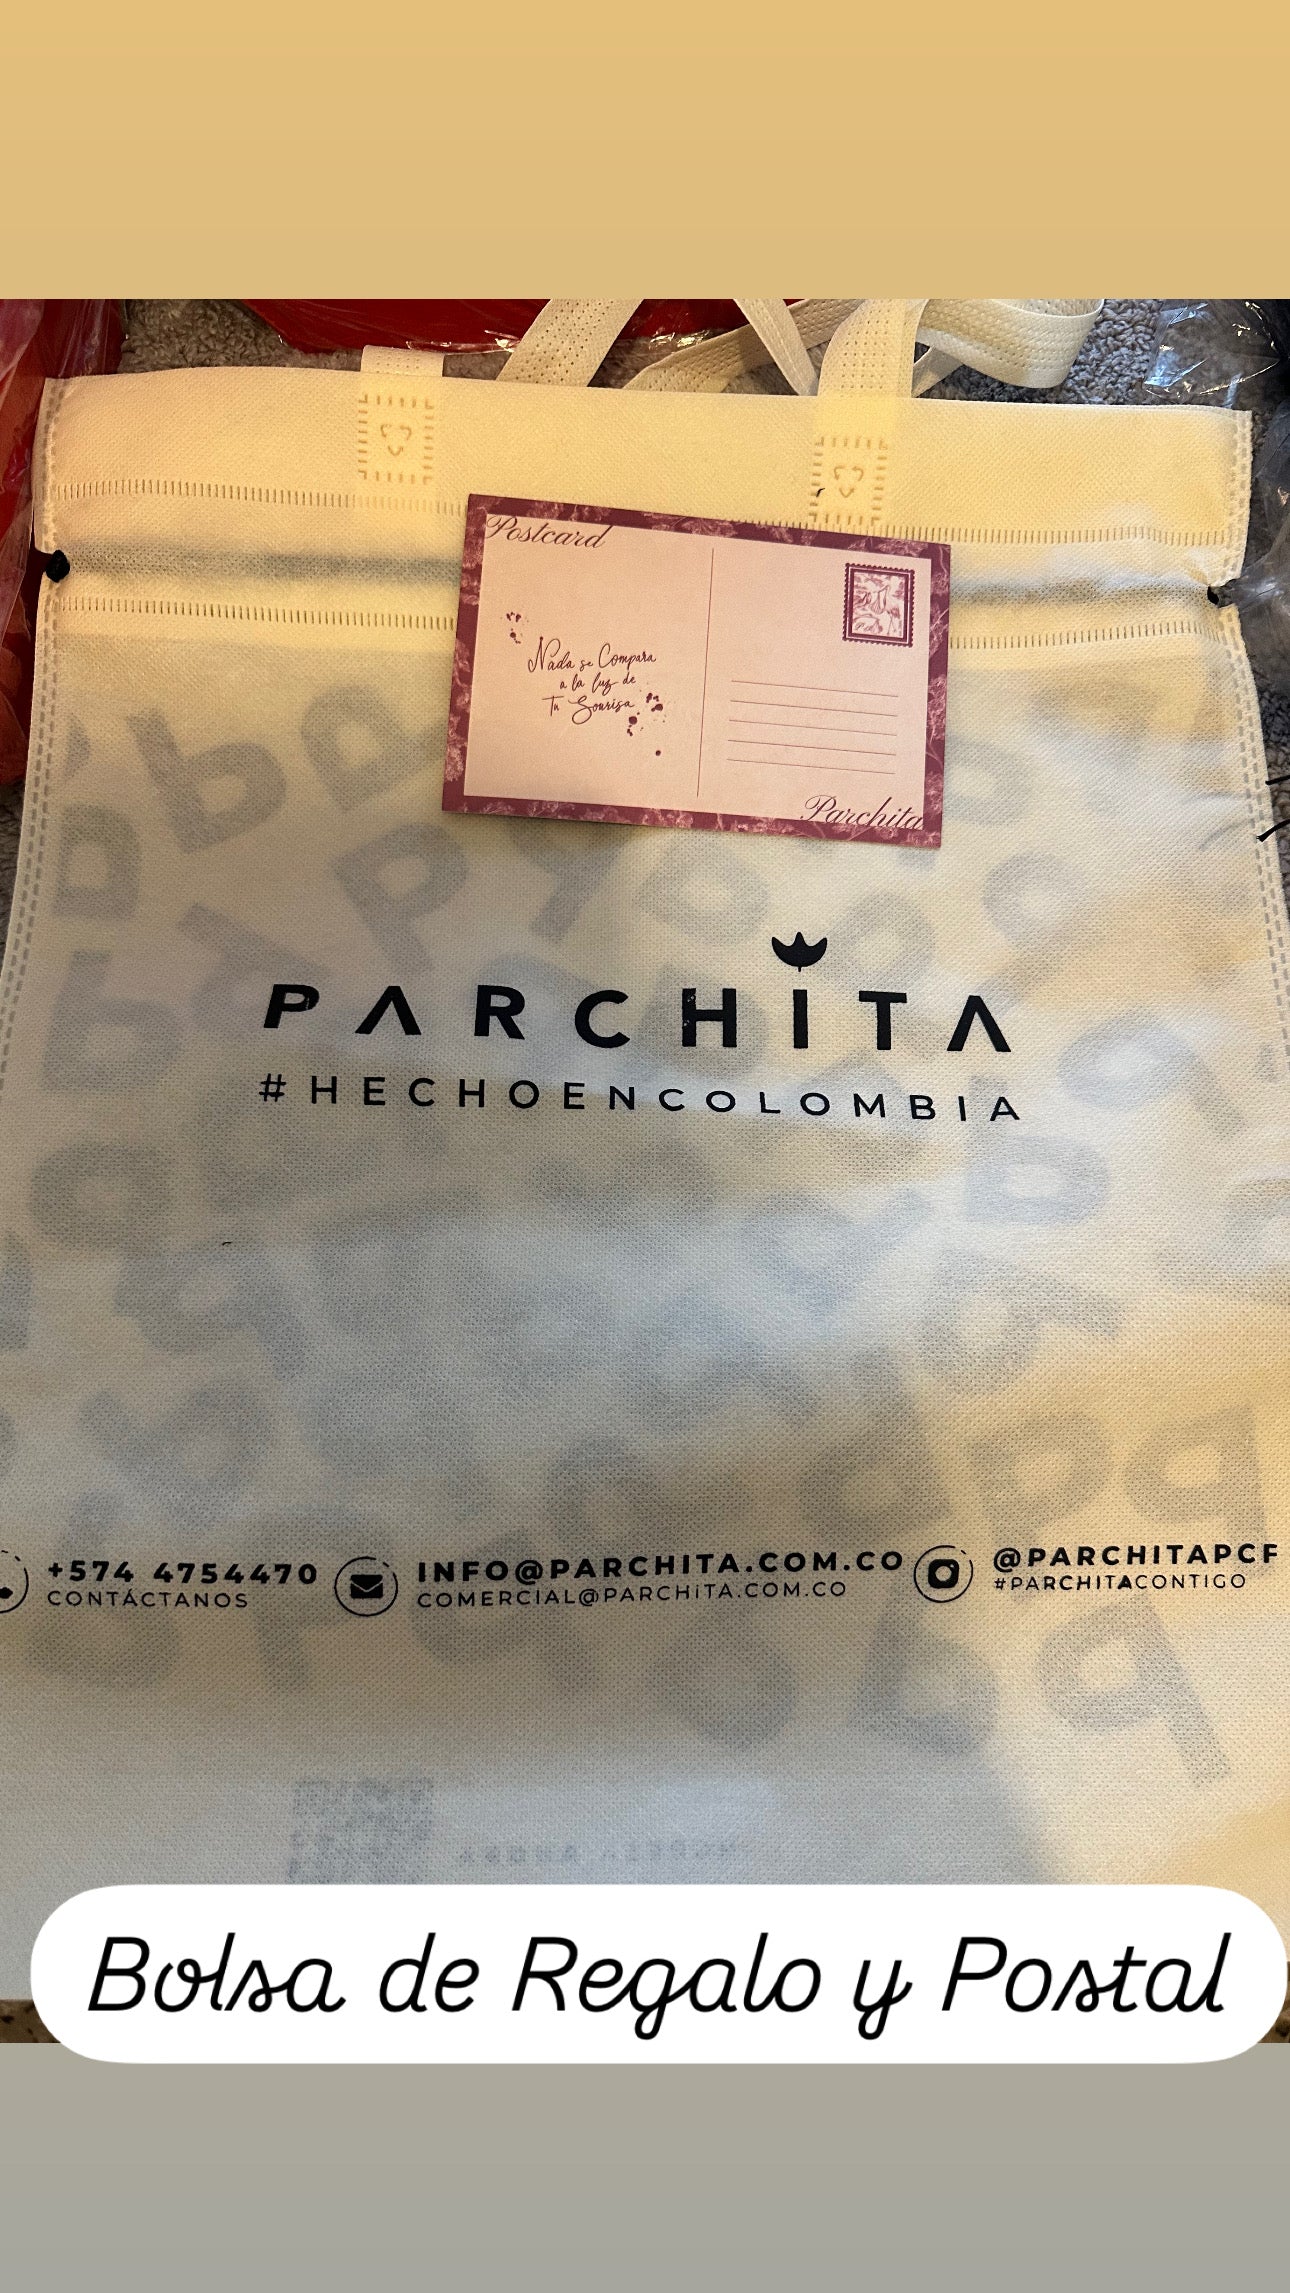 Postcard
Nada se Compara
a la luz de
Tu Sonrisa
Parchita
PARCHITA
#HECHOENCOLOMBIA
+574 4754470
CONTÁCTANOS
INFO@PARCHITA.COM.CO
COMERCIAL@PARCHITA.COM.CO
@PARCHITAPCF
#PARCHITACONTIGO
Bolsa de Regalo y Postal